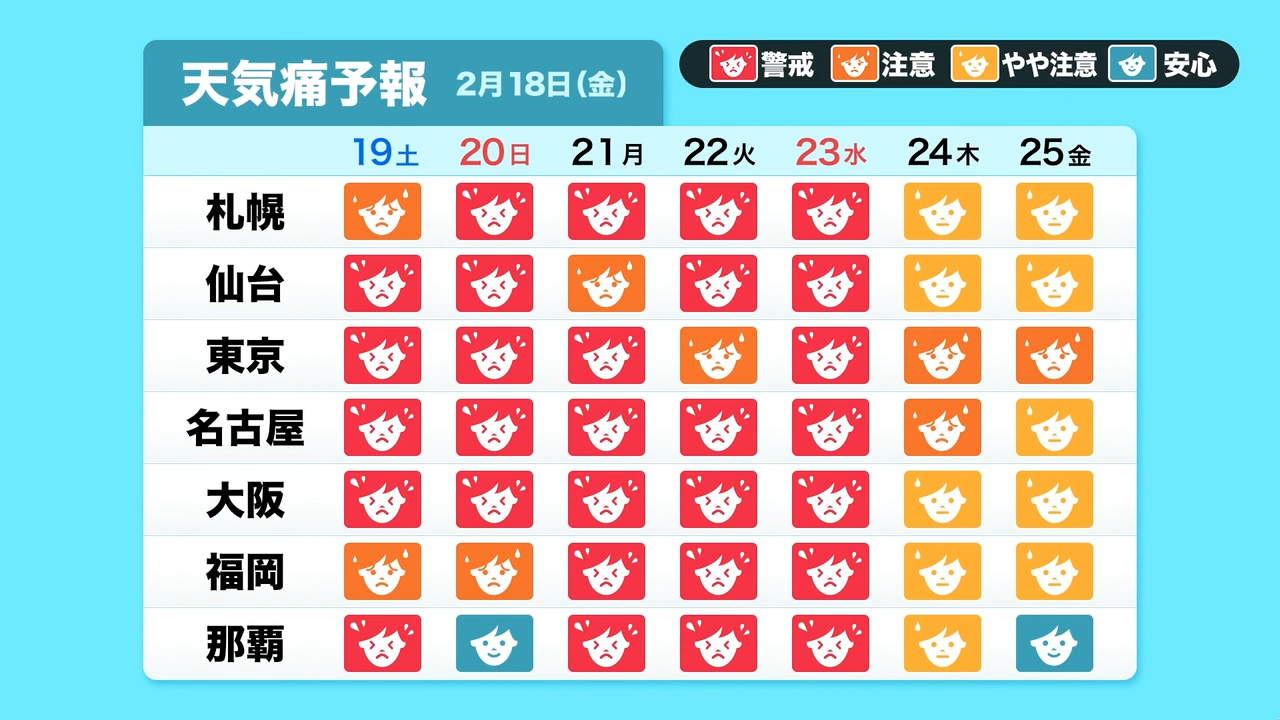 天気痛予報 2月18日(金)
警戒 注意 やや注意 安心
19土 20日 21月 22火 23水 24木 25金
札幌
仙台
東京
名古屋
大阪
福岡
那覇